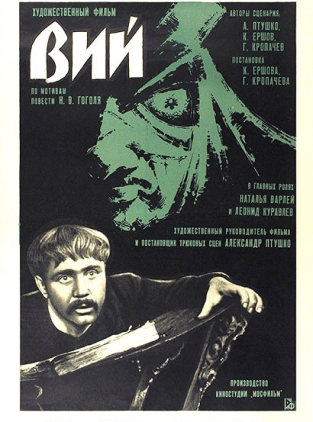 ХУДОЖЕСТВЕННЫЙ ФИЛЬМ
ВИЙ
ПО МОТИВАМ
ПОВЕСТИ Н. В. ГОГОЛЯ
АВТОРЫ СЦЕНАРИЯ:
А. ПТУШКО,
К. ЕРШОВ,
Г. КРОПАЧЕВ
ПОСТАНОВКА
К. ЕРШОВА,
Г. КРОПАЧЕВА
В ГЛАВНЫХ РОЛЯХ
НАТАЛЬЯ ВАРЛЕЙ
И ЛЕОНИД КУРАВЛЕВ
ХУДОЖЕСТВЕННЫЙ РУКОВОДИТЕЛЬ ФИЛЬМА
И ПОСТАНОВЩИК ТРЮКОВЫХ СЦЕН АЛЕКСАНДР ПТУШКО
ПРОИЗВОДСТВО
КИНОСТУДИИ „МОСФИЛЬМ"